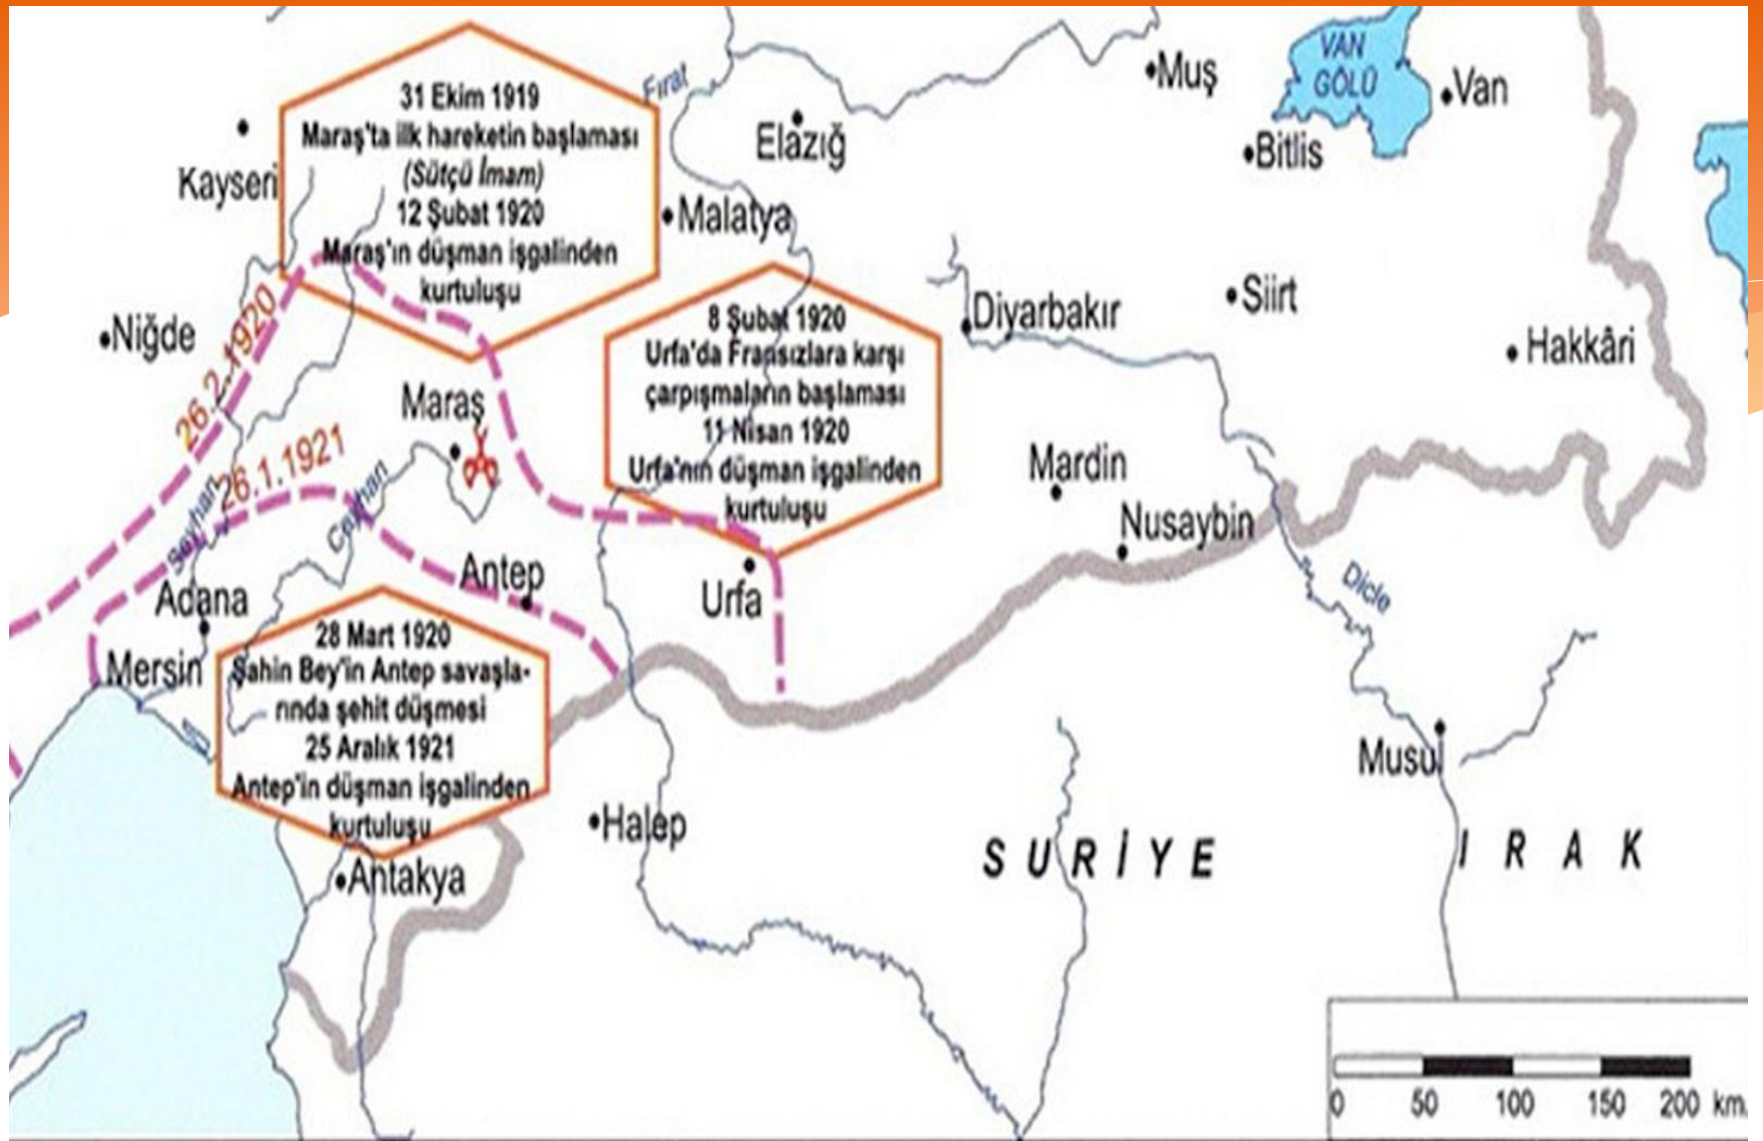 31 Ekim 1919
Maraş'ta ilk hareketin başlaması
(Sütçü İmam)
12 Şubat 1920
Maraş'ın düşman işgalinden
kurtuluşu
8 Şubat 1920
Urfa'da Fransızlara karşı
çarpışmaların başlaması
11 Nisan 1920
Urfa'nın düşman işgalinden
kurtuluşu
28 Mart 1920
Şahin Bey'in Antep savaşla-
rında şehit düşmesi
25 Aralık 1921
Antep'in düşman işgalinden
kurtuluşu
Fırat
VAN
GÖLÜ
Muş
Van
Elazığ
Bitlis
Kayseri
Malatya
Siirt
Diyarbakır
Niğde
Hakkâri
26.2.1920
Maraş
26.1.1921
Mardin
Seyhan
Ceyhan
Nusaybin
Antep
Urfa
Adana
Dicle
Mersin
Musul
Halep
SURİYE
IRAK
Antakya
0 50 100 150 200 km.